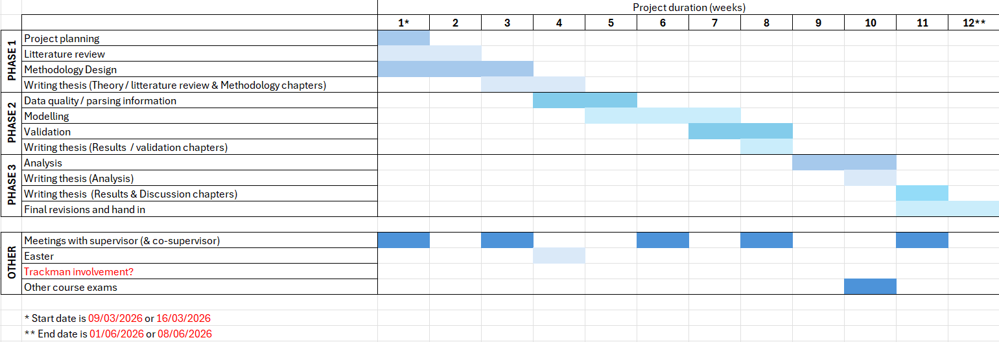 Project duration (weeks)
1* 2 3 4 5 6 7 8 9 10 11 12**
PHASE 1
Project planning
Litterature review
Methodology Design
Writing thesis (Theory / litterature review & Methodology chapters)
PHASE 2
Data quality / parsing information
Modelling
Validation
Writing thesis (Results / validation chapters)
PHASE 3
Analysis
Writing thesis (Analysis)
Writing thesis (Results & Discussion chapters)
Final revisions and hand in
OTHER
Meetings with supervisor (& co-supervisor)
Easter
Trackman involvement?
Other course exams
* Start date is 09/03/2026 or 16/03/2026
** End date is 01/06/2026 or 08/06/2026